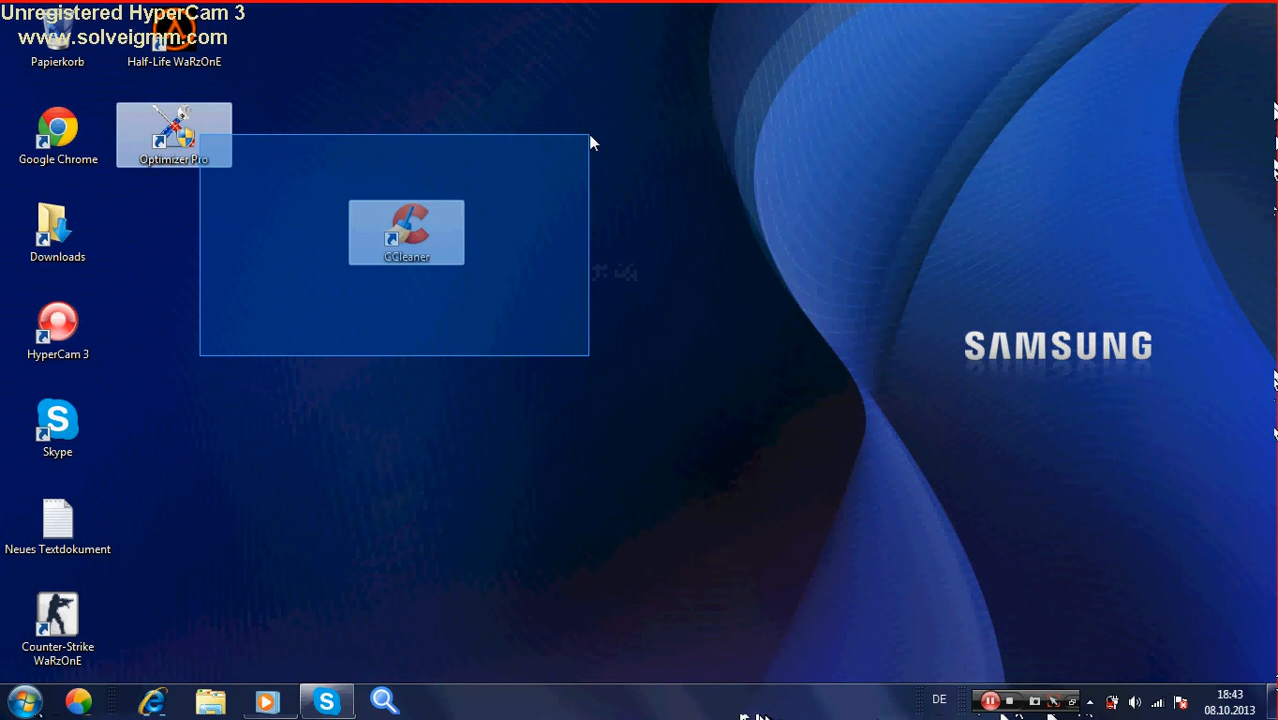 Unregistered HyperCam 3
www.solveigmm.com
Papierkorb
Half-Life WaRzOnE
Google Chrome
Optimizer Pro
Downloads
CCleaner
HyperCam 3
SAMSUNG
Skype
Neues Textdokument
Counter-Strike
WaRzOnE
DE
18:43
08.10.2013